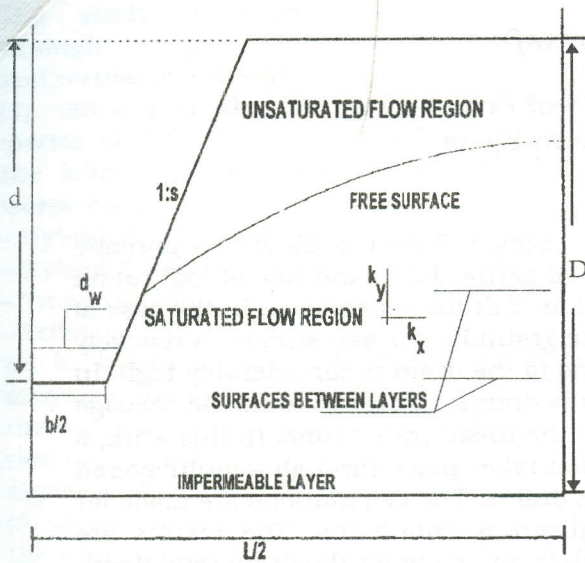 UNSATURATED FLOW REGION
d
1:s
FREE SURFACE
D
d_w
k_y
SATURATED FLOW REGION
k_x
SURFACES BETWEEN LAYERS
b/2
IMPERMEABLE LAYER
L/2